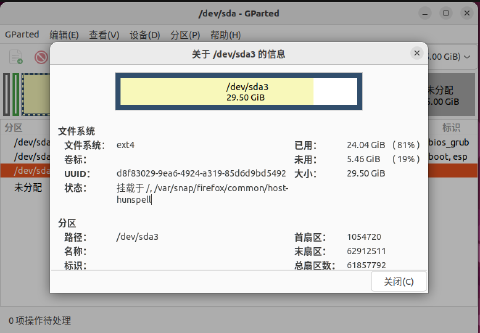 /dev/sda - GParted
GParted 编辑(E) 查看(V) 设备(D) 分区(P) 帮助(H)
关于 /dev/sda3 的信息
/dev/sda3
29.50 GiB
文件系统
文件系统: ext4 已用: 24.04 GiB ( 81% )
卷标: 未用: 5.46 GiB ( 19% )
UUID: d8f83029-9ea6-4924-a319-85d6d9bd5492 大小: 29.50 GiB
状态: 挂载于 /, /var/snap/firefox/common/host-
hunspell
分区
路径: /dev/sda3 首扇区: 1054720
名称: 末扇区: 62912511
标识: 总扇区数: 61857792
关闭(C)
.00 GiB)
未分配
5.00 GiB
分区 标识
/dev/sda bios_grub
/dev/sda boot, esp
/dev/sda
未分配
0 项操作待处理